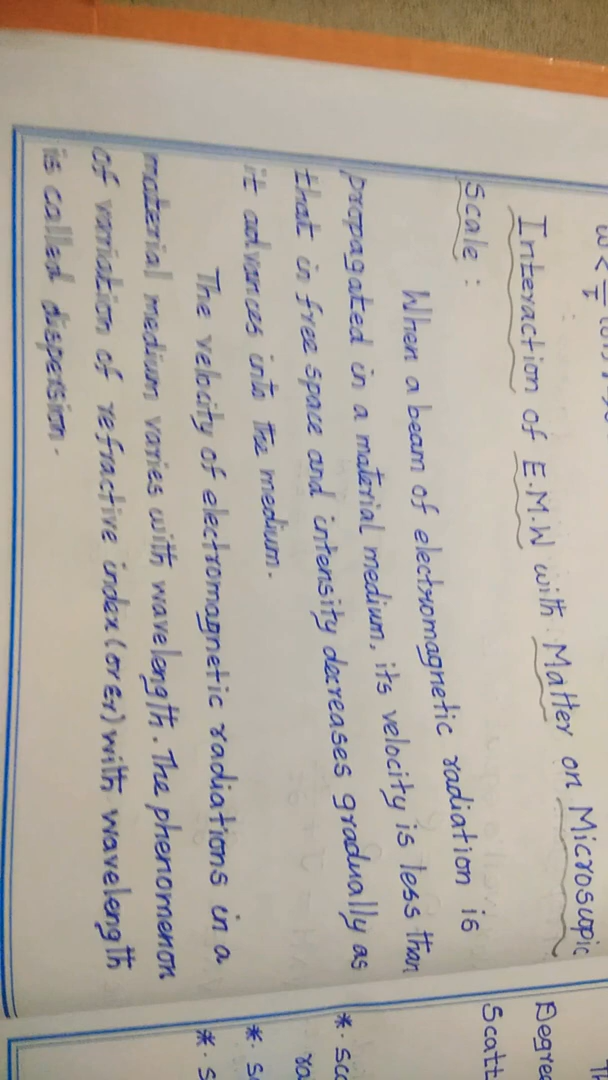 Interaction of E.M.W with Matter on Microscopic
Scale :
When a beam of electromagnetic radiation is
propagated in a material medium, its velocity is less than
that in free space and intensity decreases gradually as
it advances into the medium.
The velocity of electromagnetic radiations in a
material medium varies with wavelength. The phenomenon
of variation of refractive index (or εr) with wavelength
is called dispersion.
Scatt